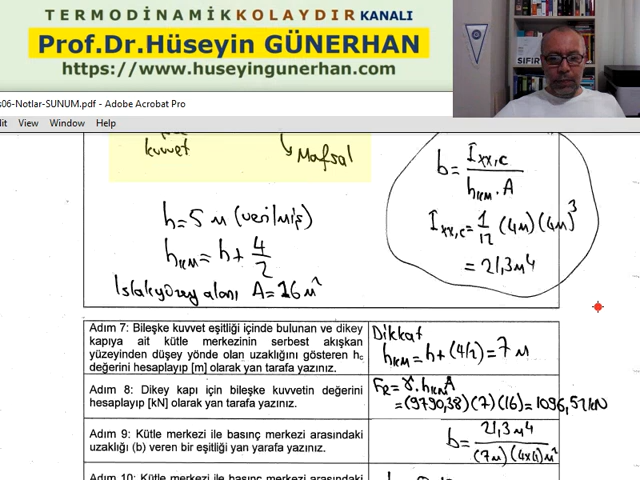 TERMODİNAMİKKOLAYDIR KANALI
Prof.Dr.Hüseyin GÜNERHAN
https://www.huseyingunerhan.com
SIFIR
s06-Notlar-SUNUM.pdf - Adobe Acrobat Pro
dit View Window Help
kuvvet
Mafsal
b = Ixx,c / hKM . A
Ixx,c = 1/12 (4m)(4m)³
= 21,3 m⁴
h = 5 m (verilmiş)
hKM = h + 4/2
Islak yüzey alanı A = 16 m²
Adım 7: Bileşke kuvvet eşitliği içinde bulunan ve dikey
kapıya ait kütle merkezinin serbest akışkan
yüzeyinden düşey yönde olan uzaklığını gösteren hc
değerini hesaplayıp [m] olarak yan tarafa yazınız.
Dikkat
hKM = h + (4/2) = 7 m
Adım 8: Dikey kapı için bileşke kuvvetin değerini
hesaplayıp [kN] olarak yan tarafa yazınız.
FR = γ . hKM A
= (9790,38)(7)(16) = 1096,52 kN
Adım 9: Kütle merkezi ile basınç merkezi arasındaki
uzaklığı (b) veren bir eşitliği yan yarafa yazınız.
b = 21,3 m⁴ / (7m)(4x4)m²
Adım 10: Kütle merkezi ile basınç merkezi arasındaki